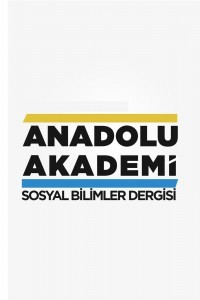 ANADOLU
AKADEMİ
SOSYAL BİLİMLER DERGİSİ